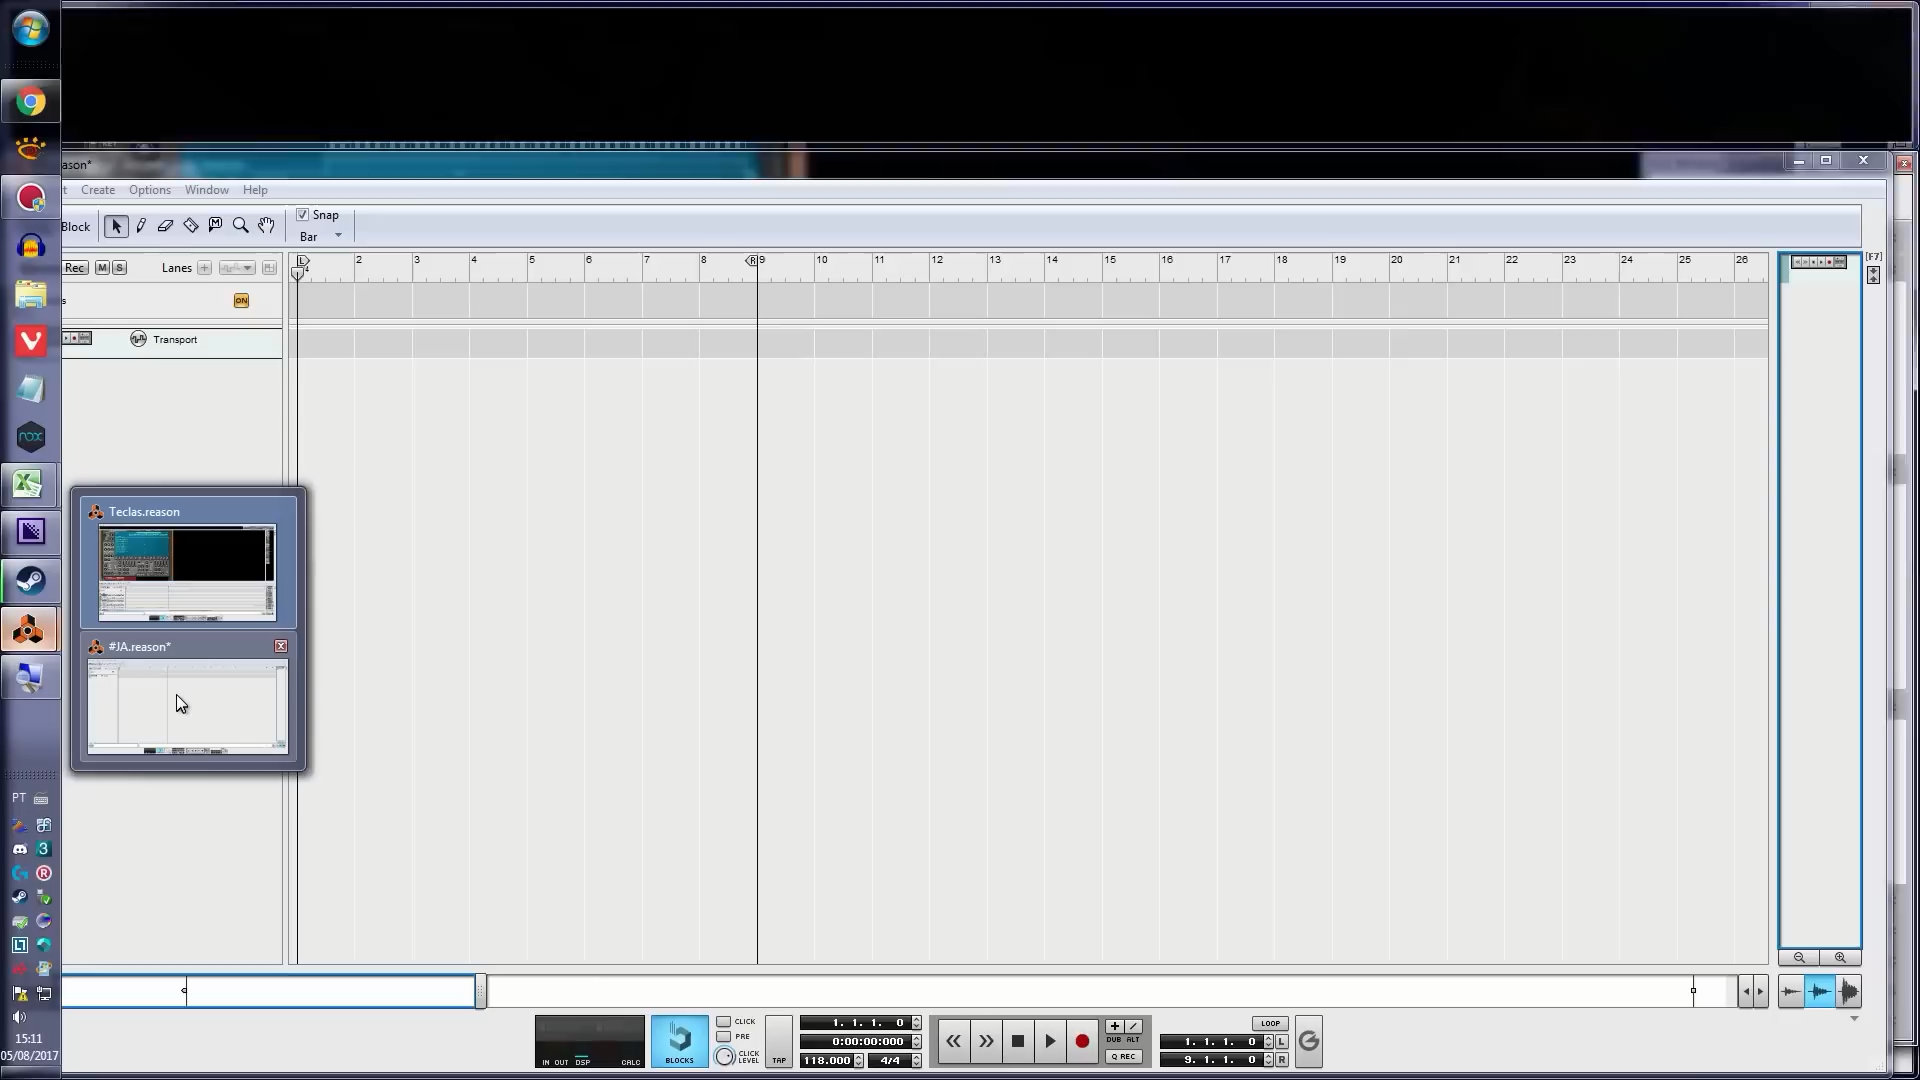 ason*
t Create Options Window Help
Block
Snap
Bar
Rec M S Lanes
L R
2 3 4 5 6 7 8 9 10 11 12 13 14 15 16 17 18 19 20 21 22 23 24 25 26
[F7]
s ON
Transport
nox
Teclas.reason
#JA.reason*
PT
15:11
05/08/2017
IN OUT DSP CALC
BLOCKS
CLICK
PRE
CLICK
LEVEL
TAP
1. 1. 1. 0
0:00:00:000
118.000 4/4
DUB ALT
Q REC
LOOP
1. 1. 1. 0 L
9. 1. 1. 0 R